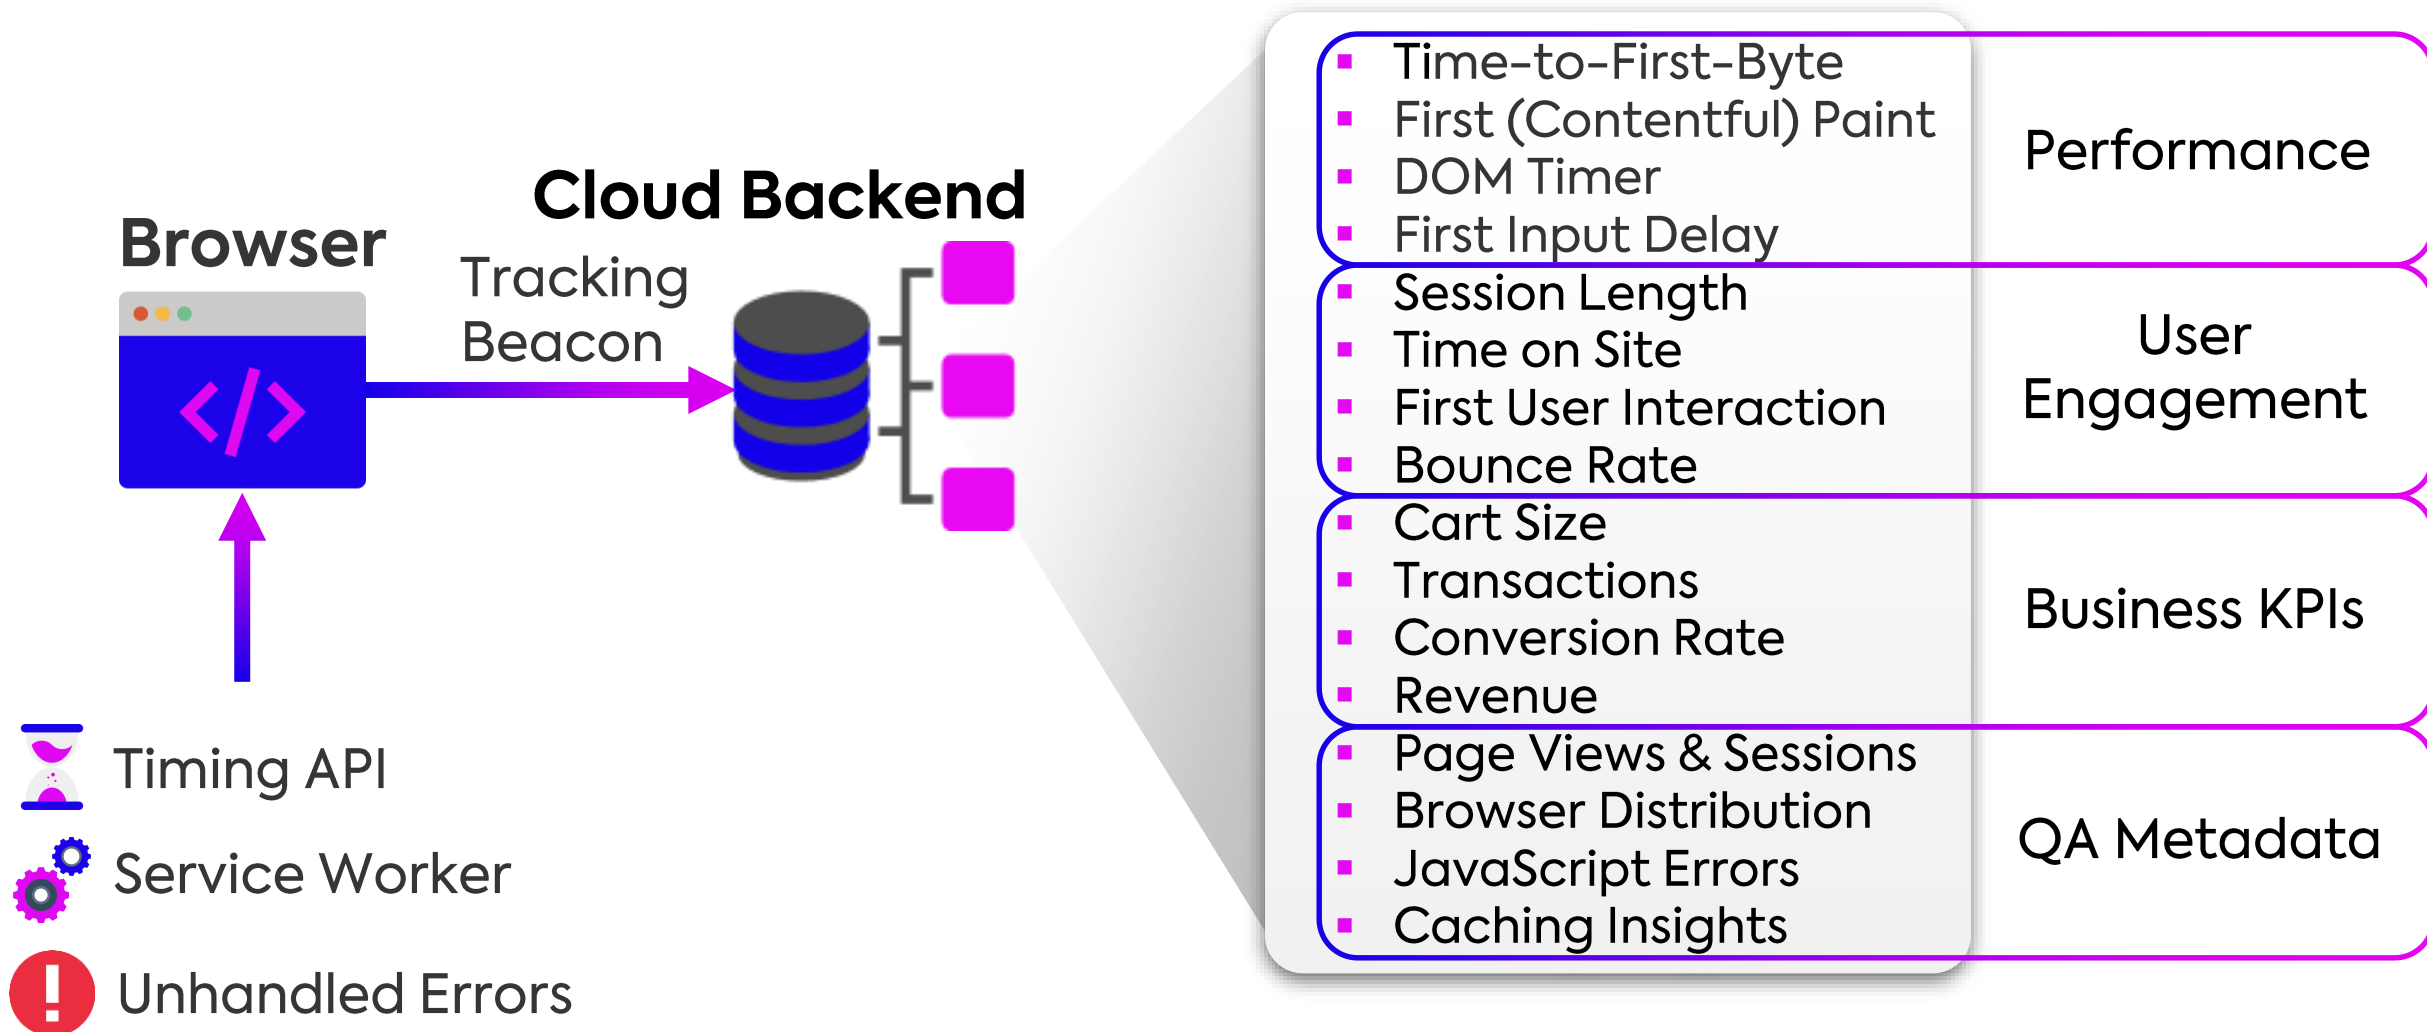 Browser
Cloud Backend
Tracking
Beacon
Timing API
Service Worker
Unhandled Errors
Time-to-First-Byte
First (Contentful) Paint
DOM Timer
First Input Delay
Performance
Session Length
Time on Site
First User Interaction
Bounce Rate
User
Engagement
Cart Size
Transactions
Conversion Rate
Revenue
Business KPIs
Page Views & Sessions
Browser Distribution
JavaScript Errors
Caching Insights
QA Metadata